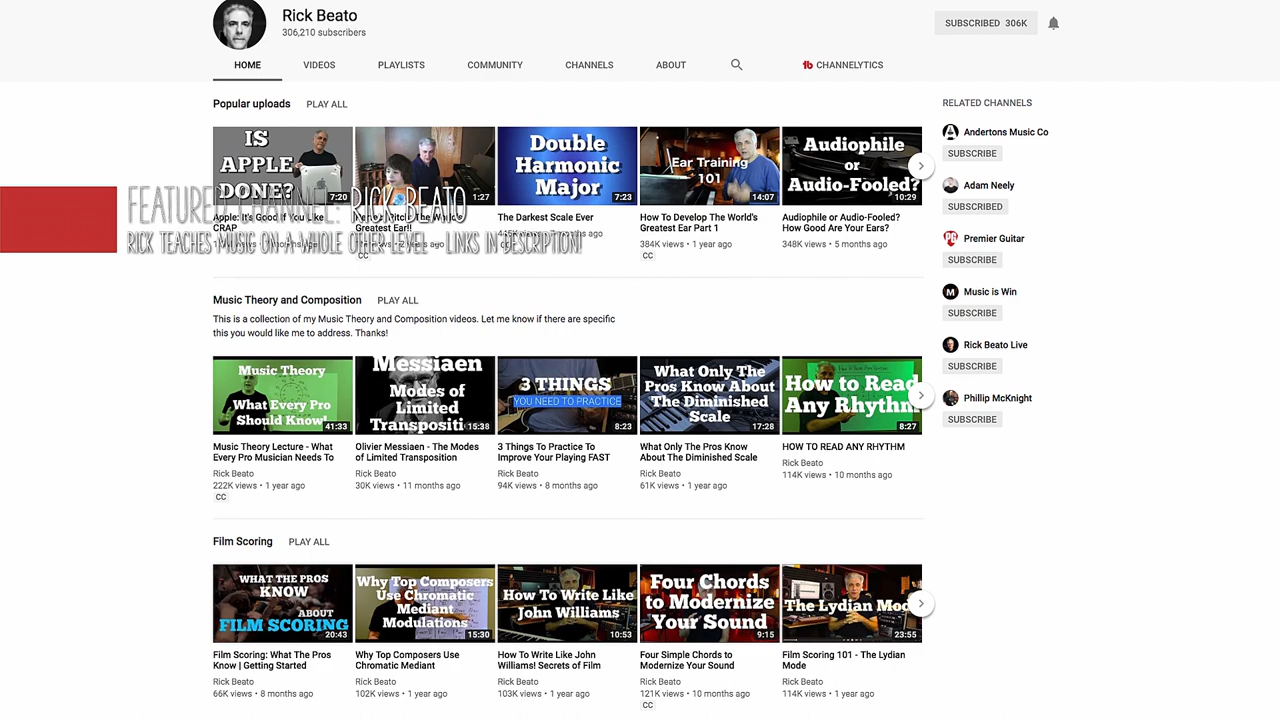 Rick Beato
306,210 subscribers
SUBSCRIBED 306K
HOME
VIDEOS
PLAYLISTS
COMMUNITY
CHANNELS
ABOUT
CHANNELYTICS
Popular uploads PLAY ALL
IS
APPLE
DONE?
7:20
1:27
Double
Harmonic
Major
7:23
Ear Training
101
14:07
Audiophile
or
Audio-Fooled?
10:29
FEATURED CHANNEL: RICK BEATO
RICK TEACHES MUSIC ON A WHOLE OTHER LEVEL - LINKS IN DESCRIPTION!
Apple: It's Good If You Like
CRAP
Greatest Ear!!
CC
The Darkest Scale Ever
How To Develop The World's
Greatest Ear Part 1
384K views • 1 year ago
CC
Audiophile or Audio-Fooled?
How Good Are Your Ears?
348K views • 5 months ago
Music Theory and Composition PLAY ALL
This is a collection of my Music Theory and Composition videos. Let me know if there are specific
this you would like me to address. Thanks!
Music Theory
What Every Pro
Should Know!
41:33
Messiaen
Modes of
Limited
Transpositi
15:38
3 THINGS
YOU NEED TO PRACTICE
8:23
What Only The
Pros Know About
The Diminished
Scale
17:28
How to Read
Any Rhythm
8:27
Music Theory Lecture - What
Every Pro Musician Needs To
Rick Beato
222K views • 1 year ago
CC
Olivier Messiaen - The Modes
of Limited Transposition
Rick Beato
30K views • 11 months ago
3 Things To Practice To
Improve Your Playing FAST
Rick Beato
94K views • 8 months ago
What Only The Pros Know
About The Diminished Scale
Rick Beato
61K views • 1 year ago
HOW TO READ ANY RHYTHM
Rick Beato
114K views • 10 months ago
Film Scoring PLAY ALL
WHAT THE PROS
KNOW
ABOUT
FILM SCORING
20:43
Why Top Composers
Use Chromatic
Mediant
Modulations
15:30
How To Write Like
John Williams
10:53
Four Chords
to Modernize
Your Sound
9:15
The Lydian Mod
23:55
Film Scoring: What The Pros
Know | Getting Started
Rick Beato
66K views • 8 months ago
Why Top Composers Use
Chromatic Mediant
Rick Beato
102K views • 1 year ago
How To Write Like John
Williams! Secrets of Film
Rick Beato
103K views • 1 year ago
Four Simple Chords to
Modernize Your Sound
Rick Beato
121K views • 10 months ago
CC
Film Scoring 101 - The Lydian
Mode
Rick Beato
114K views • 1 year ago
RELATED CHANNELS
Andertons Music Co
SUBSCRIBE
Adam Neely
SUBSCRIBED
Premier Guitar
SUBSCRIBE
Music is Win
SUBSCRIBE
Rick Beato Live
SUBSCRIBE
Phillip McKnight
SUBSCRIBE